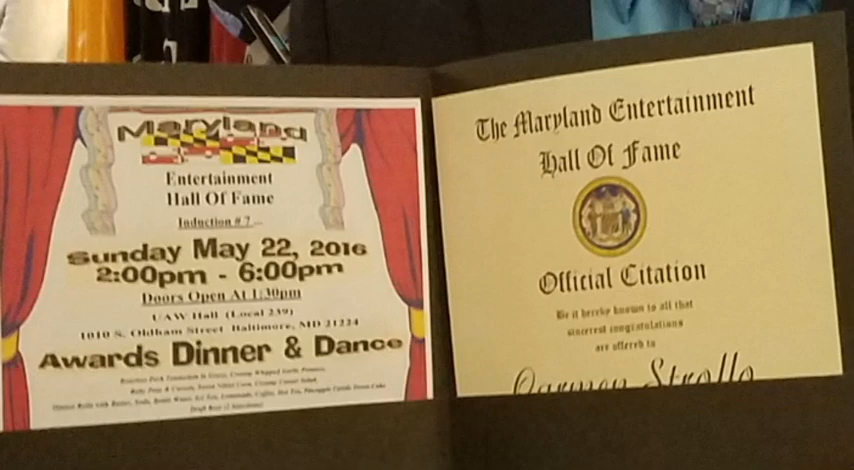 Maryland
Entertainment
Hall Of Fame
Induction # 7 ...
Sunday May 22, 2016
2:00pm - 6:00pm
Doors Open At 1:30pm
UAW Hall (Local 239)
1010 S. Oldham Street Baltimore, MD 21224
Awards Dinner & Dance
The Maryland Entertainment
Hall Of Fame
Official Citation
Be it hereby known to all that
sincerest congratulations
are offered to
Carmen Strollo